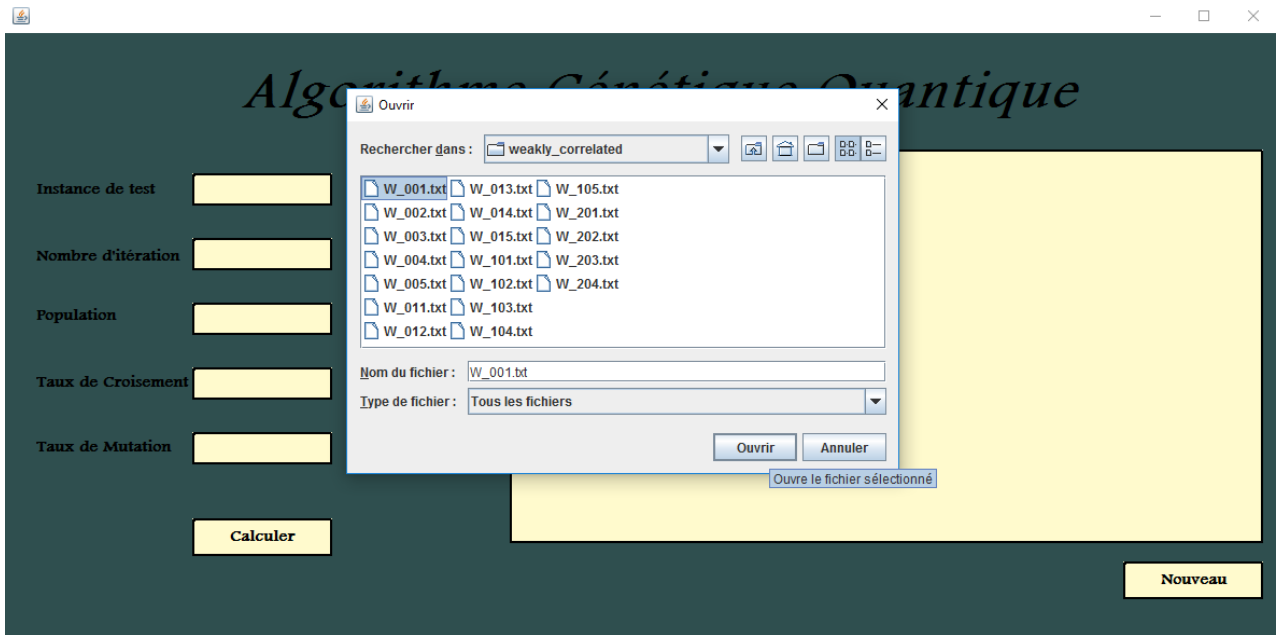 Algorithme Génétique Quantique
Ouvrir
Rechercher dans : weakly_correlated
W_001.txt W_013.txt W_105.txt
W_002.txt W_014.txt W_201.txt
W_003.txt W_015.txt W_202.txt
W_004.txt W_101.txt W_203.txt
W_005.txt W_102.txt W_204.txt
W_011.txt W_103.txt
W_012.txt W_104.txt
Nom du fichier : W_001.txt
Type de fichier : Tous les fichiers
Ouvrir Annuler
Ouvre le fichier sélectionné
Instance de test
Nombre d'itération
Population
Taux de Croisement
Taux de Mutation
Calculer
Nouveau